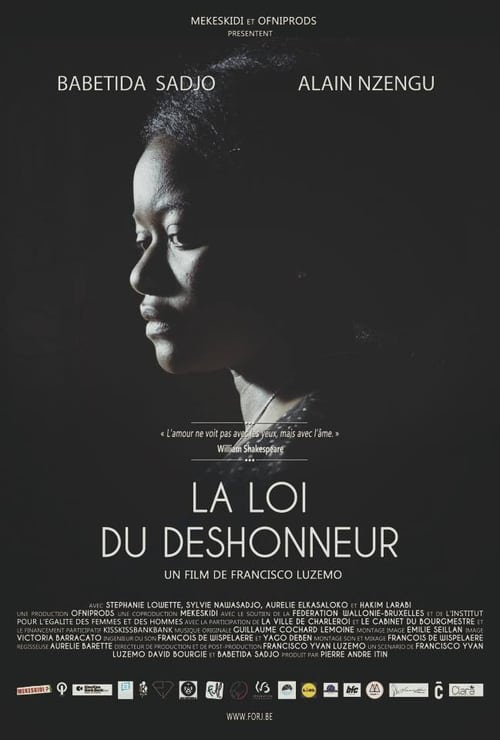 MEKESKIDI ET OFNIPRODS
PRESENTENT
BABETIDA SADJO ALAIN NZENGU
« L'amour ne voit pas avec les yeux, mais avec l'âme. »
William Shakespeare
LA LOI
DU DESHONNEUR
UN FILM DE FRANCISCO LUZEMO
AVEC STEPHANIE LOWETTE, SYLVIE NAWASADJO, AURELIE ELKASALOKO ET HAKIM LARABI
UNE PRODUCTION OFNIPRODS UNE COPRODUCTION MEKESKIDI AVEC LE SOUTIEN DE LA FEDERATION WALLONIE-BRUXELLES ET DE L'INSTITUT
POUR L'EGALITE DES FEMMES ET DES HOMMES AVEC LA PARTICIPATION DE LA VILLE DE CHARLEROI ET LE CABINET DU BOURGMESTRE ET
LE FINANCEMENT PARTICIPATIF KISSKISSBANKBANK MUSIQUE ORIGINALE GUILLAUME COCHARD LEMOINE MONTAGE IMAGE EMILIE SEILLAN IMAGE
VICTORIA BARRACATO INGENIEUR DU SON FRANCOIS DE WISPELAERE ET YAGO DEBEN MONTAGE SON ET MIXAGE FRANCOIS DE WISPELAERE
REGISSEUSE AURELIE BARETTE DIRECTEUR DE PRODUCTION ET DE POST-PRODUCTION FRANCISCO YVAN LUZEMO UN SCENARIO DE FRANCISCO YVAN
LUZEMO DAVID BOURGIE ET BABETIDA SADJO PRODUIT PAR PIERRE ANDRE ITIN
MEKESKIDI bfc Clara
WWW.FORJ.BE